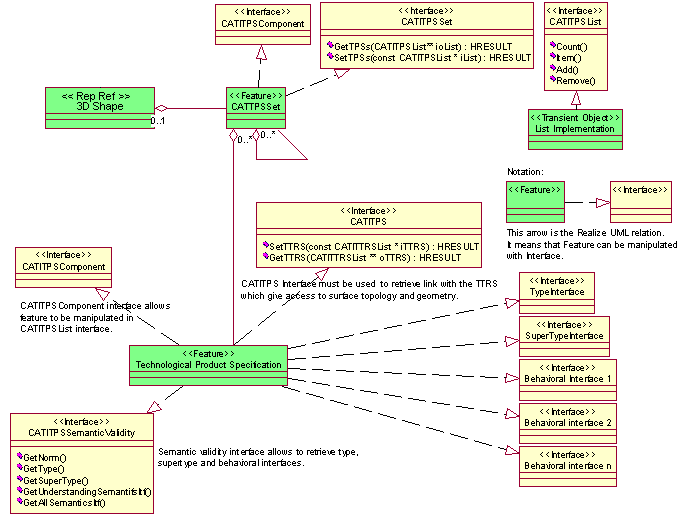 <<Interface>>
CATITPSComponent
<<Interface>>
CATITPSSet
GetTPSs(CATITPSList** ioList) : HRESULT
SetTPSs(const CATITPSList * iList) : HRESULT
<<Interface>>
CATITPSList
Count()
Item()
Add()
Remove()
<< Rep Ref >>
3D Shape
0..1
<<Feature>>
CATTPSSet
0..*
0..*
<<Transient Object>>
List Implementation
Notation:
<<Feature>>
<<Interface>>
This arrow is the Realize UML relation.
It means that Feature can be manipulated
with Interface.
<<Interface>>
CATITPS
SetTTRS(const CATITTRSList * iTTRS) : HRESULT
GetTTRS(CATITTRSList ** oTTRS) : HRESULT
CATITPS Interface must be used to retrieve link with the TTRS
which give access to surface topology and geometry.
<<Interface>>
CATITPSComponent
CATITPSComponent interface allows
feature to be manipulated in
CATITPSList interface.
<<Feature>>
Technological Product Specification
<<Interface>>
TypeInterface
<<Interface>>
SuperTypeInterface
<<Interface>>
Behavioral Interface 1
<<Interface>>
Behavioral interface 2
<<Interface>>
Behavioral interface n
<<Interface>>
CATITPSSemanticValidity
GetNorm()
GetType()
GetSuperType()
GetUnderstandingSemantifsItf()
GetAllSemanticsItf()
Semantic validity interface allows to retrieve type,
supertype and behavioral interfaces.